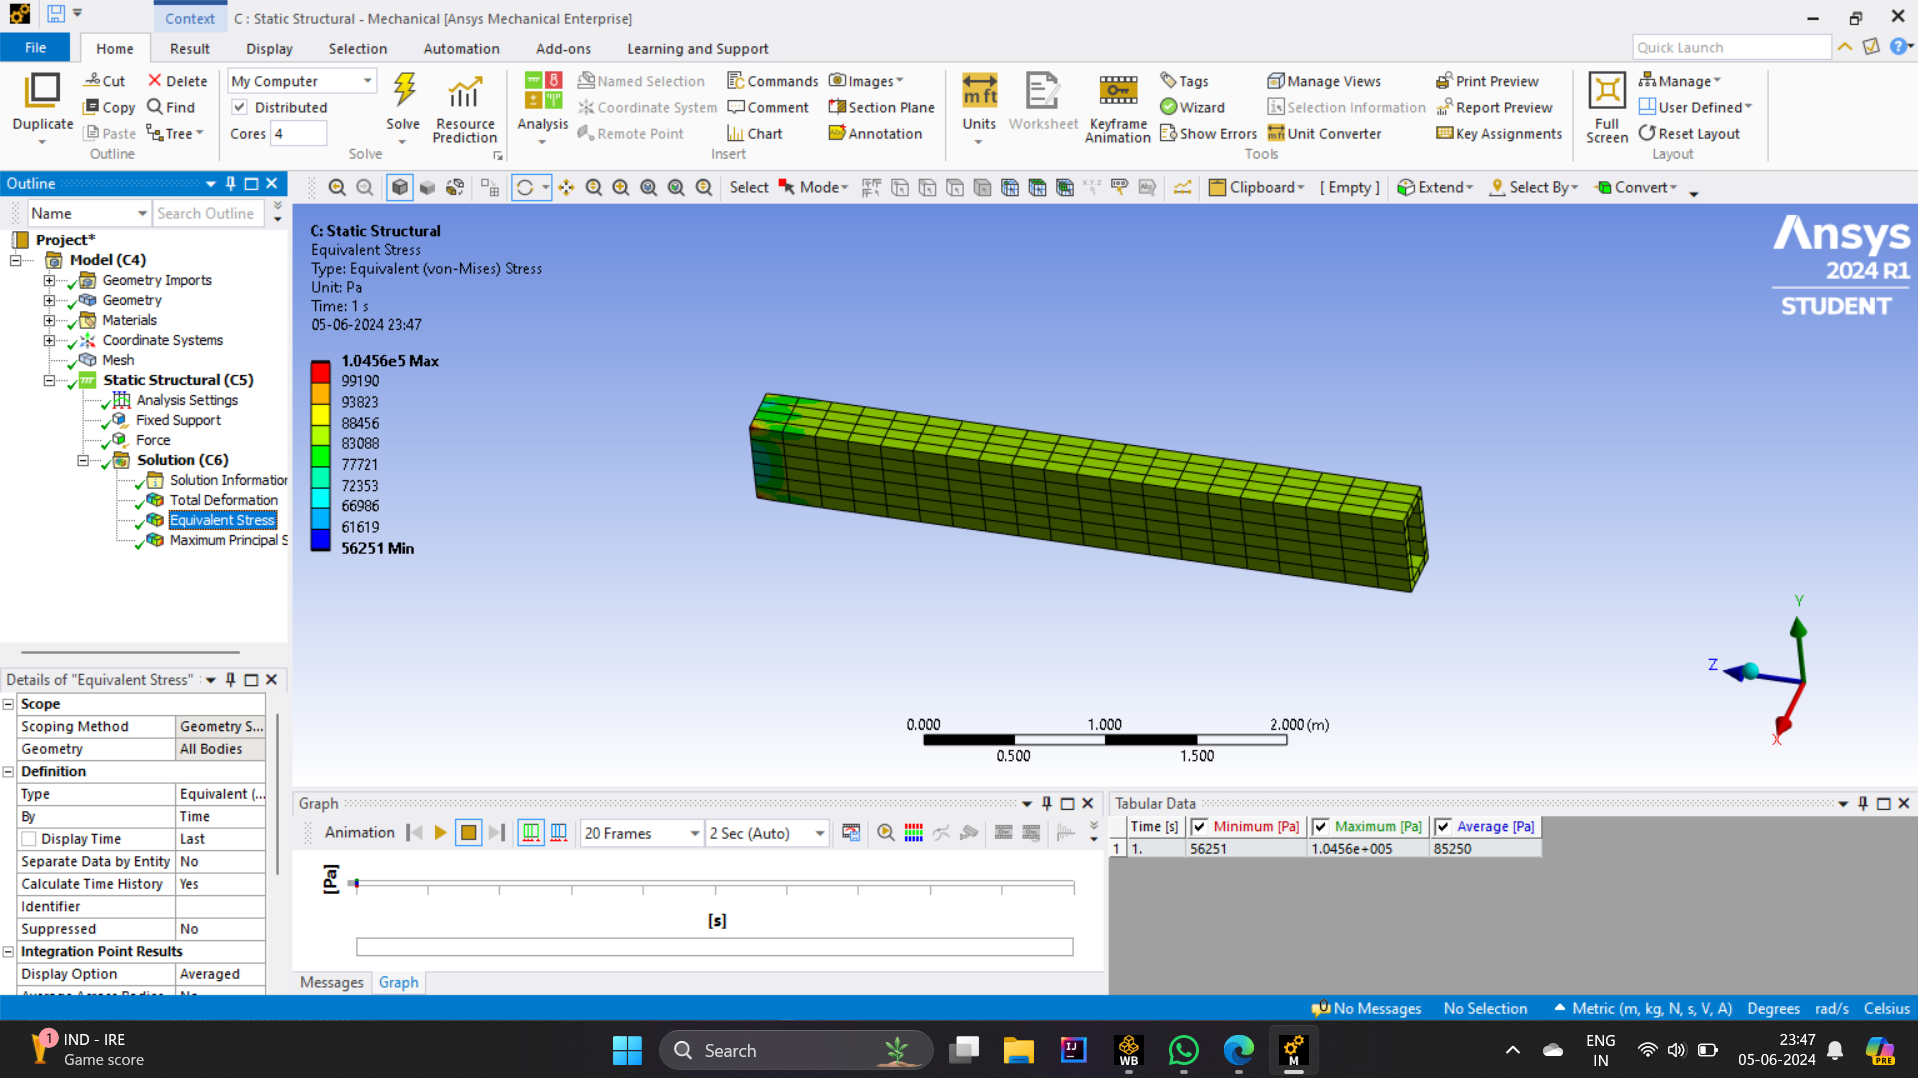 Context
C : Static Structural - Mechanical [Ansys Mechanical Enterprise]
File
Home
Result
Display
Selection
Automation
Add-ons
Learning and Support
Quick Launch
Duplicate
Cut
Copy
Paste
Delete
Find
Tree
Outline
My Computer
Distributed
Cores 4
Solve
Resource
Prediction
Solve
Analysis
Named Selection
Coordinate System
Remote Point
Commands
Comment
Chart
Images
Section Plane
Annotation
Insert
Units
Worksheet
Keyframe
Animation
Tags
Wizard
Show Errors
Manage Views
Selection Information
Unit Converter
Print Preview
Report Preview
Key Assignments
Tools
Full
Screen
Manage
User Defined
Reset Layout
Layout
Outline
Name
Search Outline
Select
Mode
Clipboard
[ Empty ]
Extend
Select By
Convert
Project*
Model (C4)
Geometry Imports
Geometry
Materials
Coordinate Systems
Mesh
Static Structural (C5)
Analysis Settings
Fixed Support
Force
Solution (C6)
Solution Information
Total Deformation
Equivalent Stress
Maximum Principal S
C: Static Structural
Equivalent Stress
Type: Equivalent (von-Mises) Stress
Unit: Pa
Time: 1 s
05-06-2024 23:47
1.0456e5 Max
99190
93823
88456
83088
77721
72353
66986
61619
56251 Min
Ansys
2024 R1
STUDENT
Y
Z
X
0.000
1.000
2.000 (m)
0.500
1.500
Details of "Equivalent Stress"
Scope
Scoping Method Geometry S...
Geometry All Bodies
Definition
Type Equivalent (...
By Time
Display Time Last
Separate Data by Entity No
Calculate Time History Yes
Identifier
Suppressed No
Integration Point Results
Display Option Averaged
Graph
Animation
20 Frames
2 Sec (Auto)
[Pa]
[s]
Messages
Graph
Tabular Data
Time [s] Minimum [Pa] Maximum [Pa] Average [Pa]
1 1. 56251 1.0456e+005 85250
No Messages
No Selection
Metric (m, kg, N, s, V, A)
Degrees
rad/s
Celsius
1
IND - IRE
Game score
Search
ENG
IN
23:47
05-06-2024